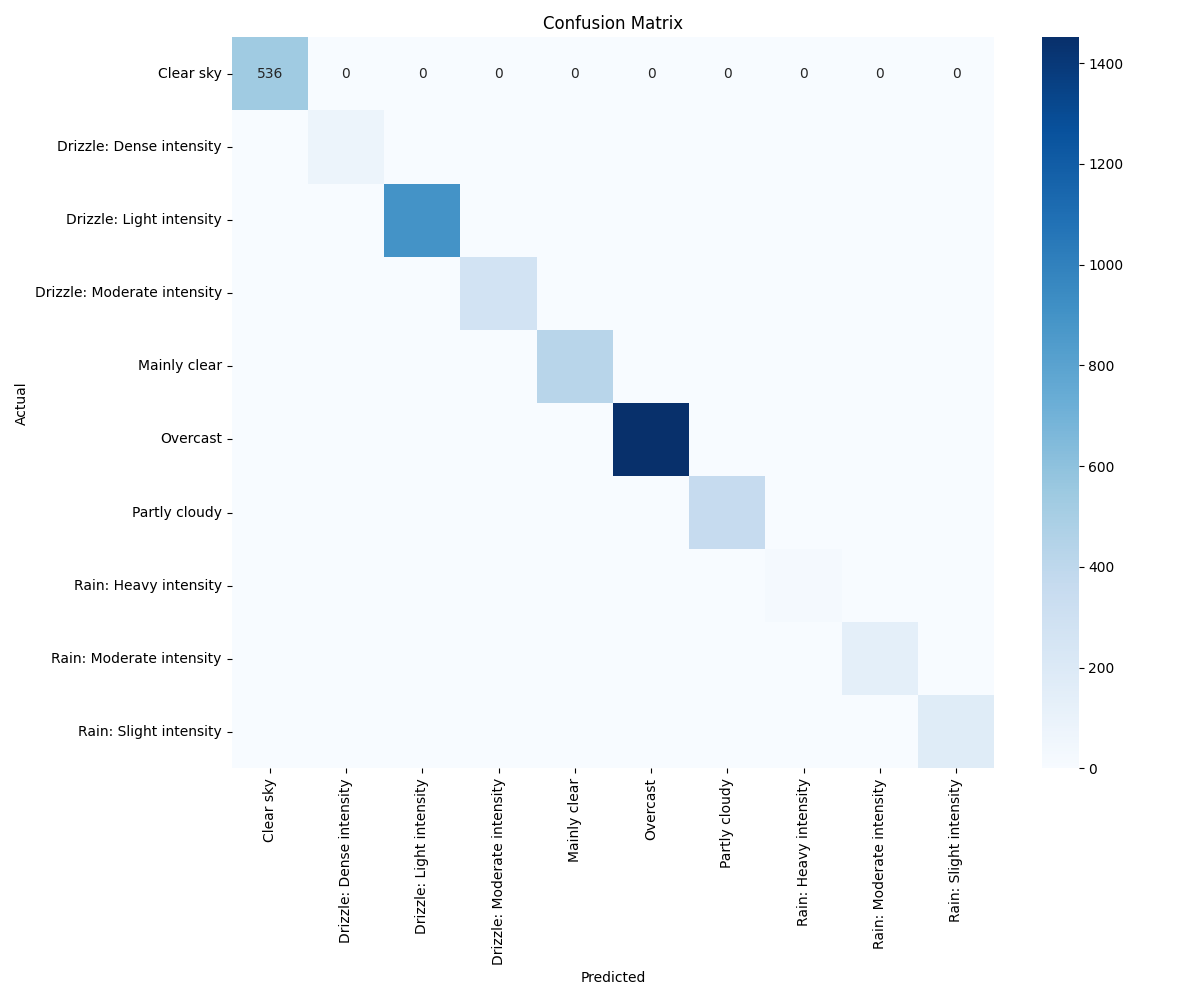 Confusion Matrix
Clear sky 536 0 0 0 0 0 0 0 0 0
Drizzle: Dense intensity
Drizzle: Light intensity
Drizzle: Moderate intensity
Mainly clear
Overcast
Partly cloudy
Rain: Heavy intensity
Rain: Moderate intensity
Rain: Slight intensity
Actual
Clear sky
Drizzle: Dense intensity
Drizzle: Light intensity
Drizzle: Moderate intensity
Mainly clear
Overcast
Partly cloudy
Rain: Heavy intensity
Rain: Moderate intensity
Rain: Slight intensity
Predicted
1400
1200
1000
800
600
400
200
0